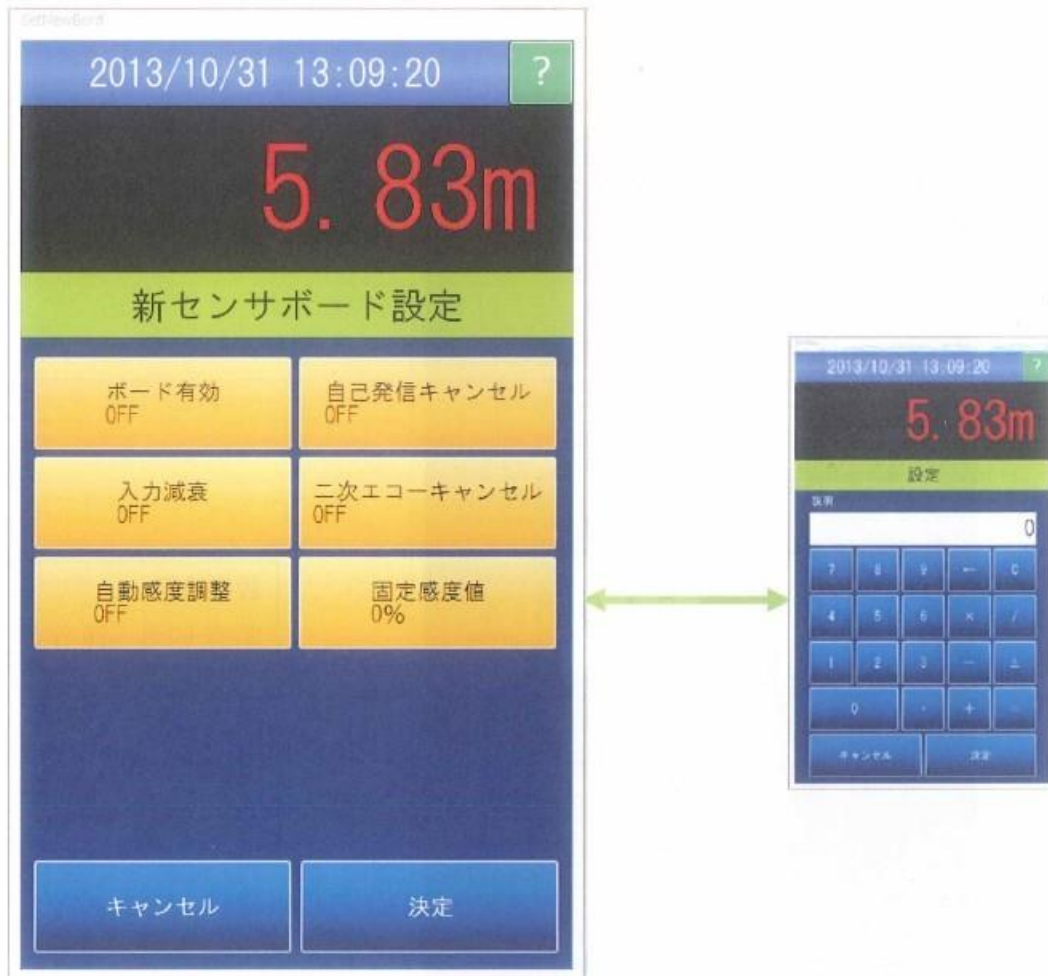 SetNewBord
2013/10/31 13:09:20 ?
5.83m
新センサボード設定
ボード有効
OFF
自己発信キャンセル
OFF
入力減衰
OFF
二次エコーキャンセル
OFF
自動感度調整
OFF
固定感度値
0%
キャンセル
決定
2013/10/31 13:09:20 ?
5.83m
設定
説明
0
7 8 9 ← C
4 5 6 × /
1 2 3 - ±
0 . +
キャンセル
決定